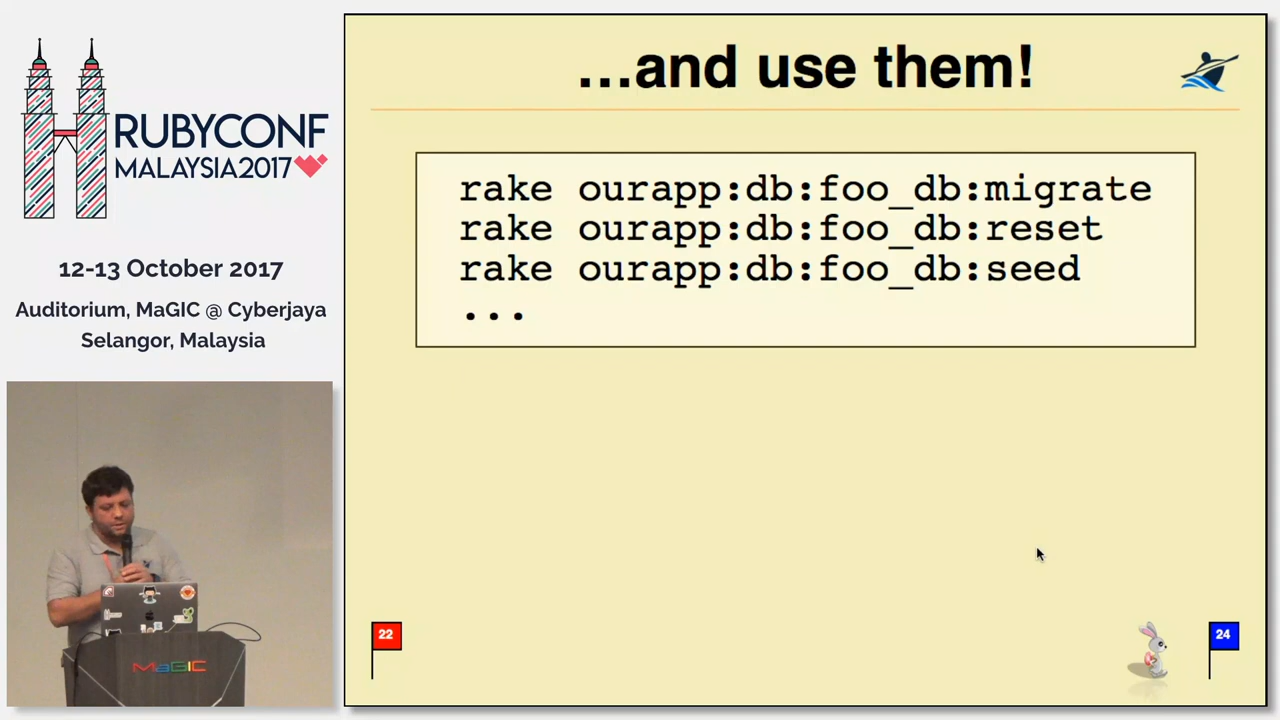 RUBYCONF
MALAYSIA2017
12-13 October 2017
Auditorium, MaGIC @ Cyberjaya
Selangor, Malaysia
...and use them!
rake ourapp:db:foo_db:migrate
rake ourapp:db:foo_db:reset
rake ourapp:db:foo_db:seed
...
22
24
MaGIC